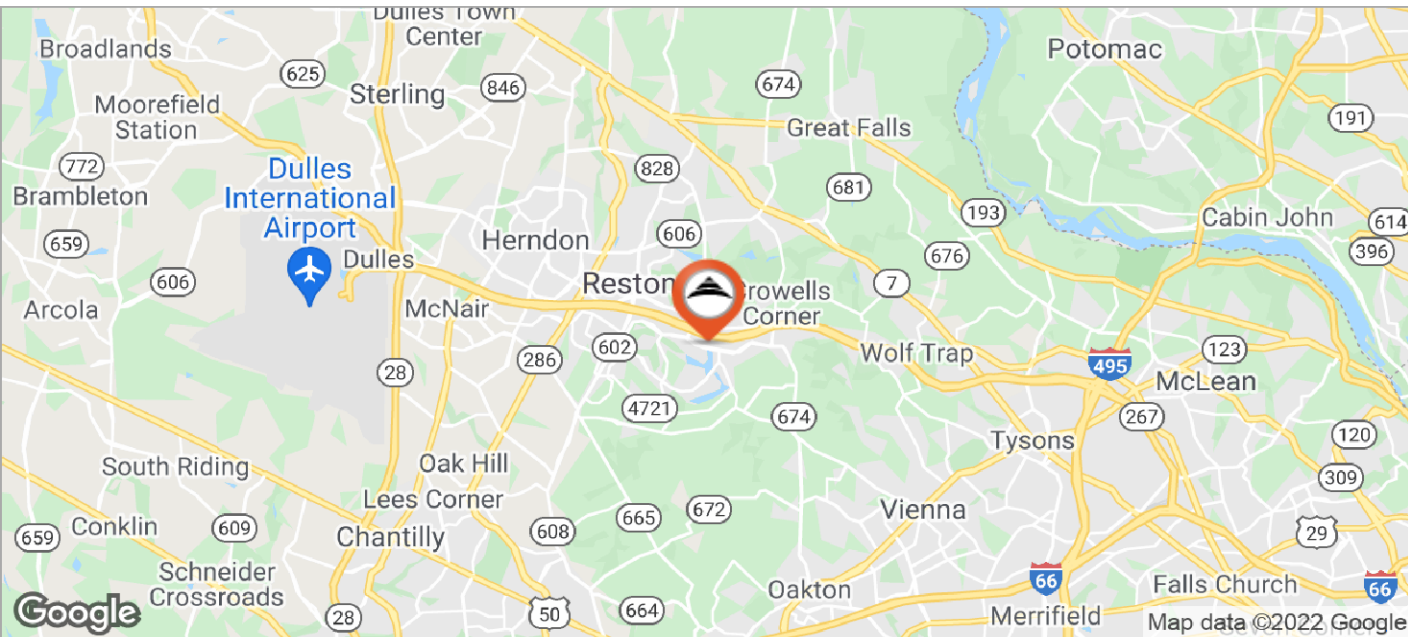 Dulles Town
Center
Broadlands
Potomac
625
674
846
Sterling
Moorefield
Station
191
Great Falls
772
Dulles
International
Airport
828
681
Brambleton
193
Cabin John
614
659
606
Herndon
396
676
Dulles
606
7
Reston
Crowells
Corner
Arcola
McNair
602
286
Wolf Trap
123
495
28
McLean
4721
674
267
Tysons
120
South Riding
Oak Hill
309
Lees Corner
672
Vienna
665
659
Conklin
609
608
29
Chantilly
Schneider
Crossroads
66
Oakton
Falls Church
66
Google
28
50
664
Merrifield
Map data ©2022 Google